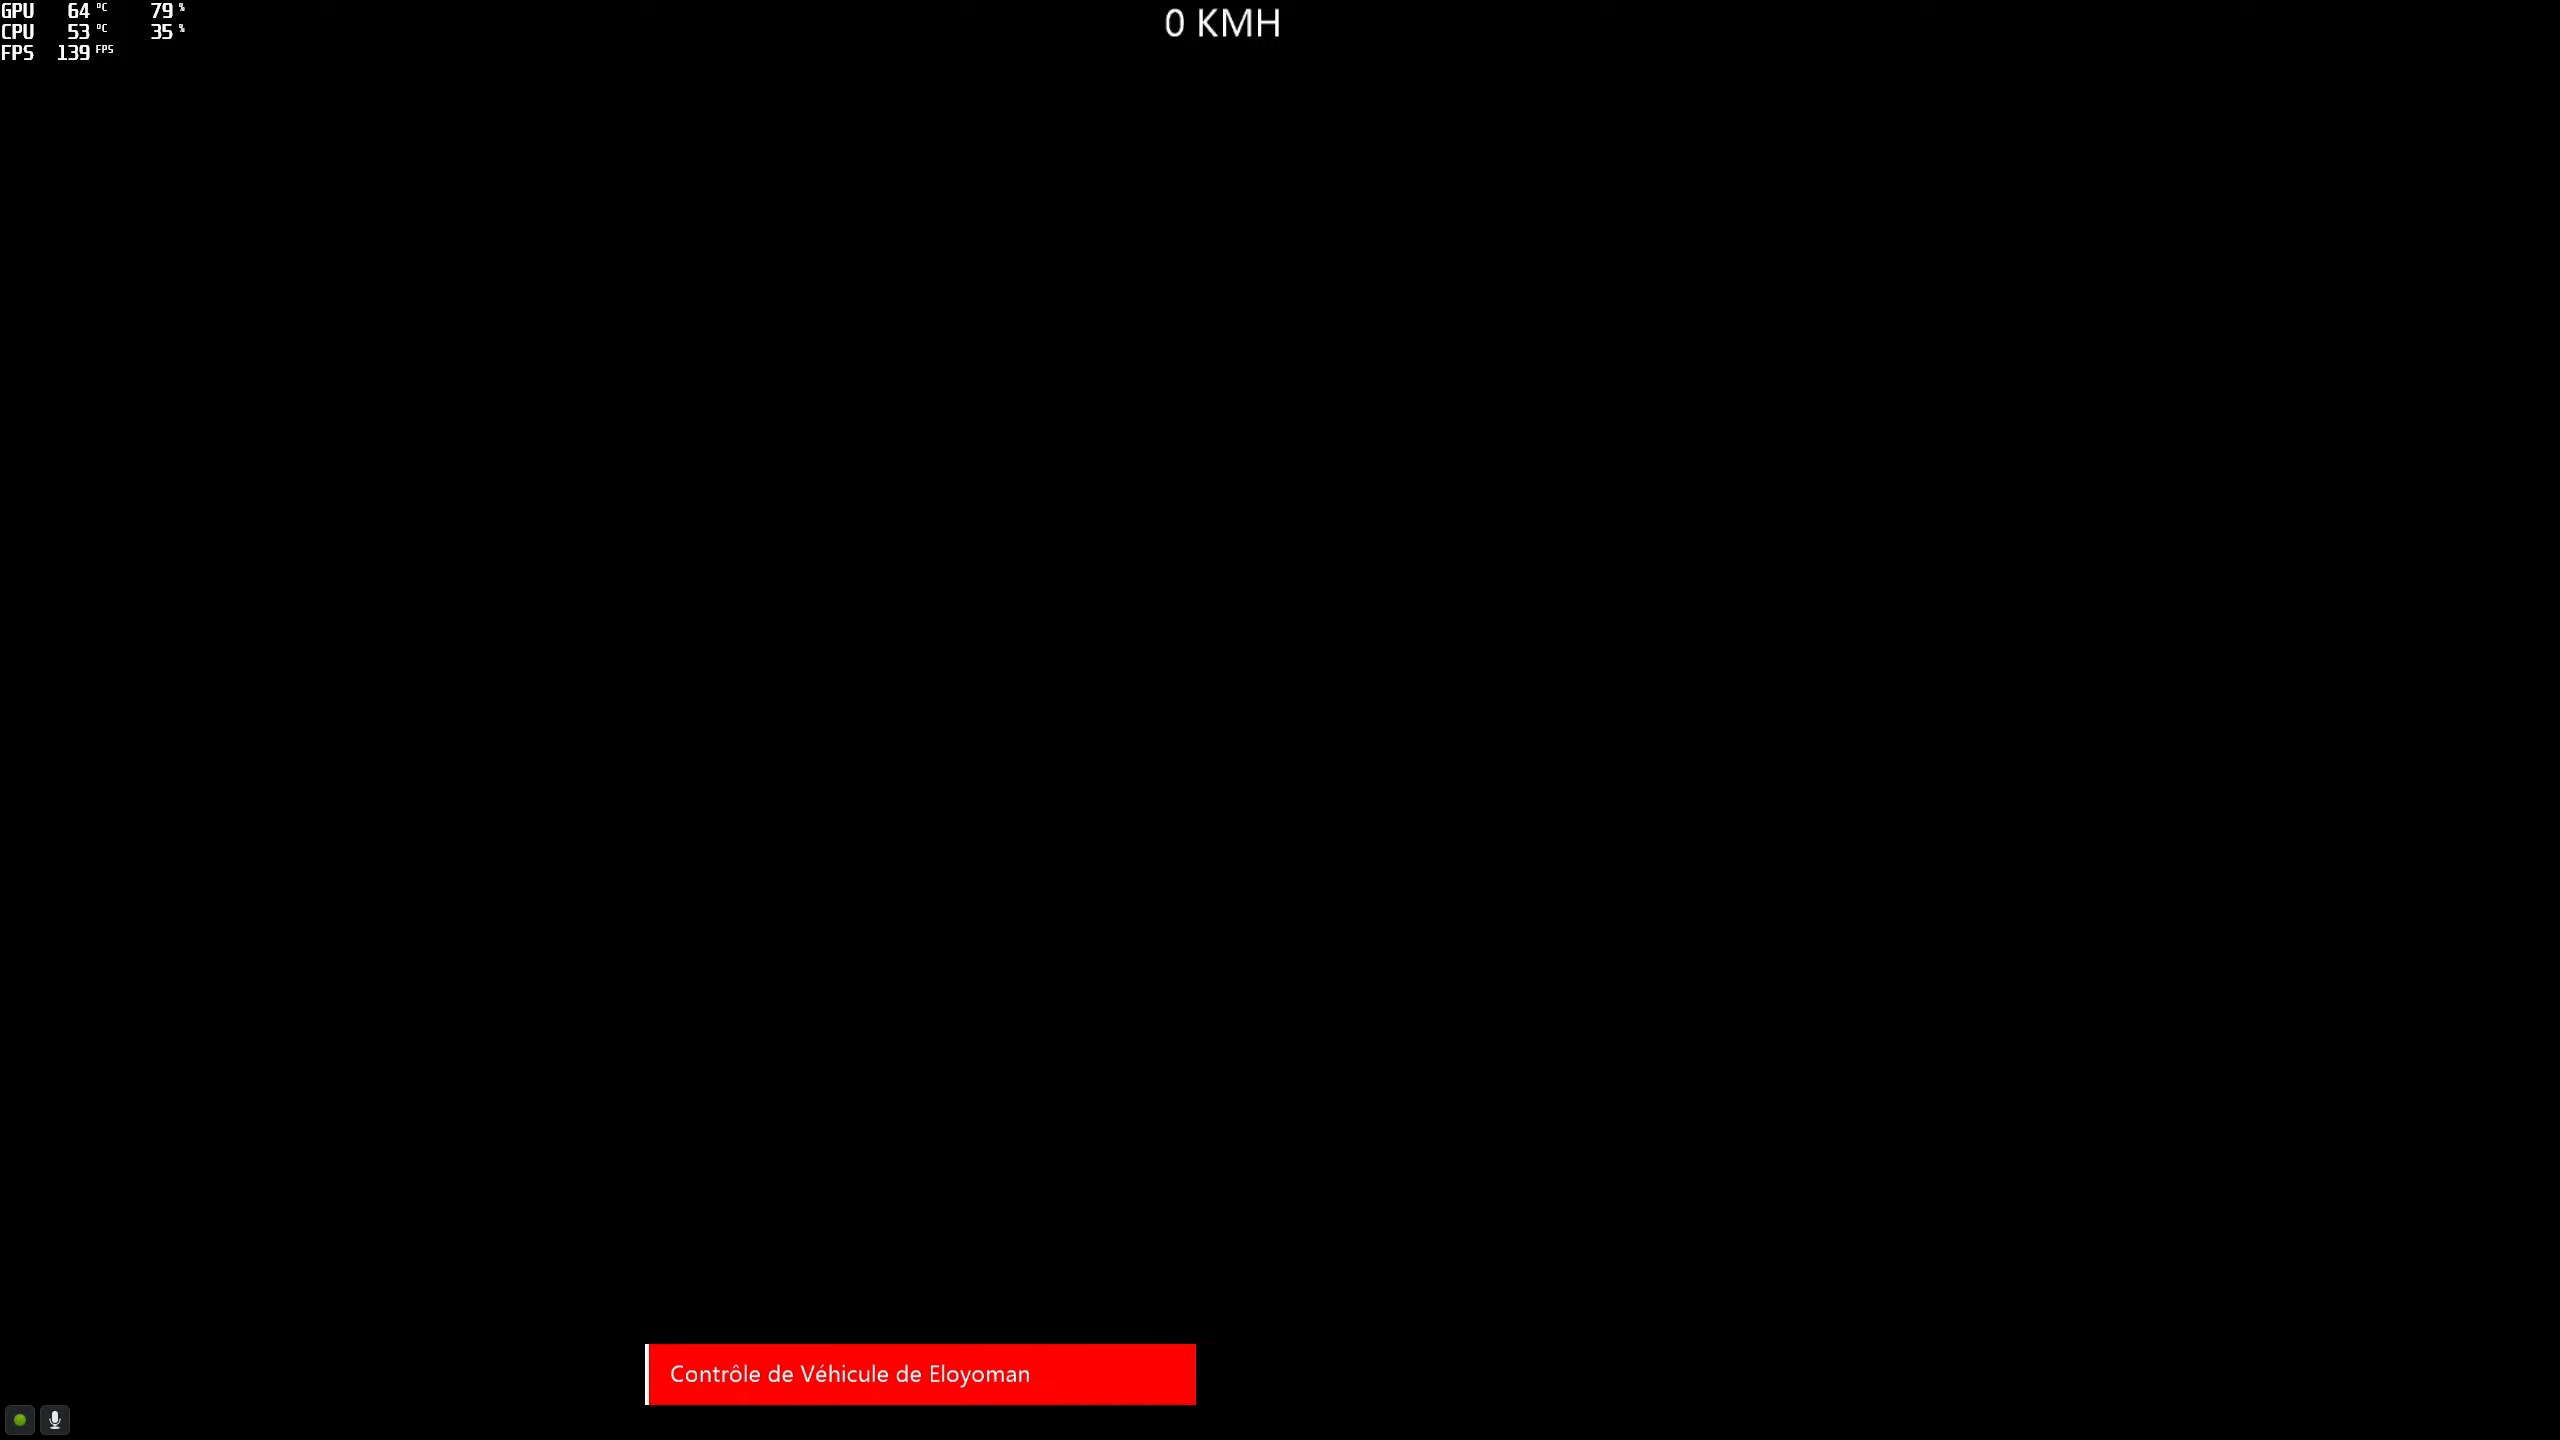 GPU 64 °C 79 %
CPU 53 °C 35 %
FPS 139 FPS
0 KMH
Contrôle de Véhicule de Eloyoman